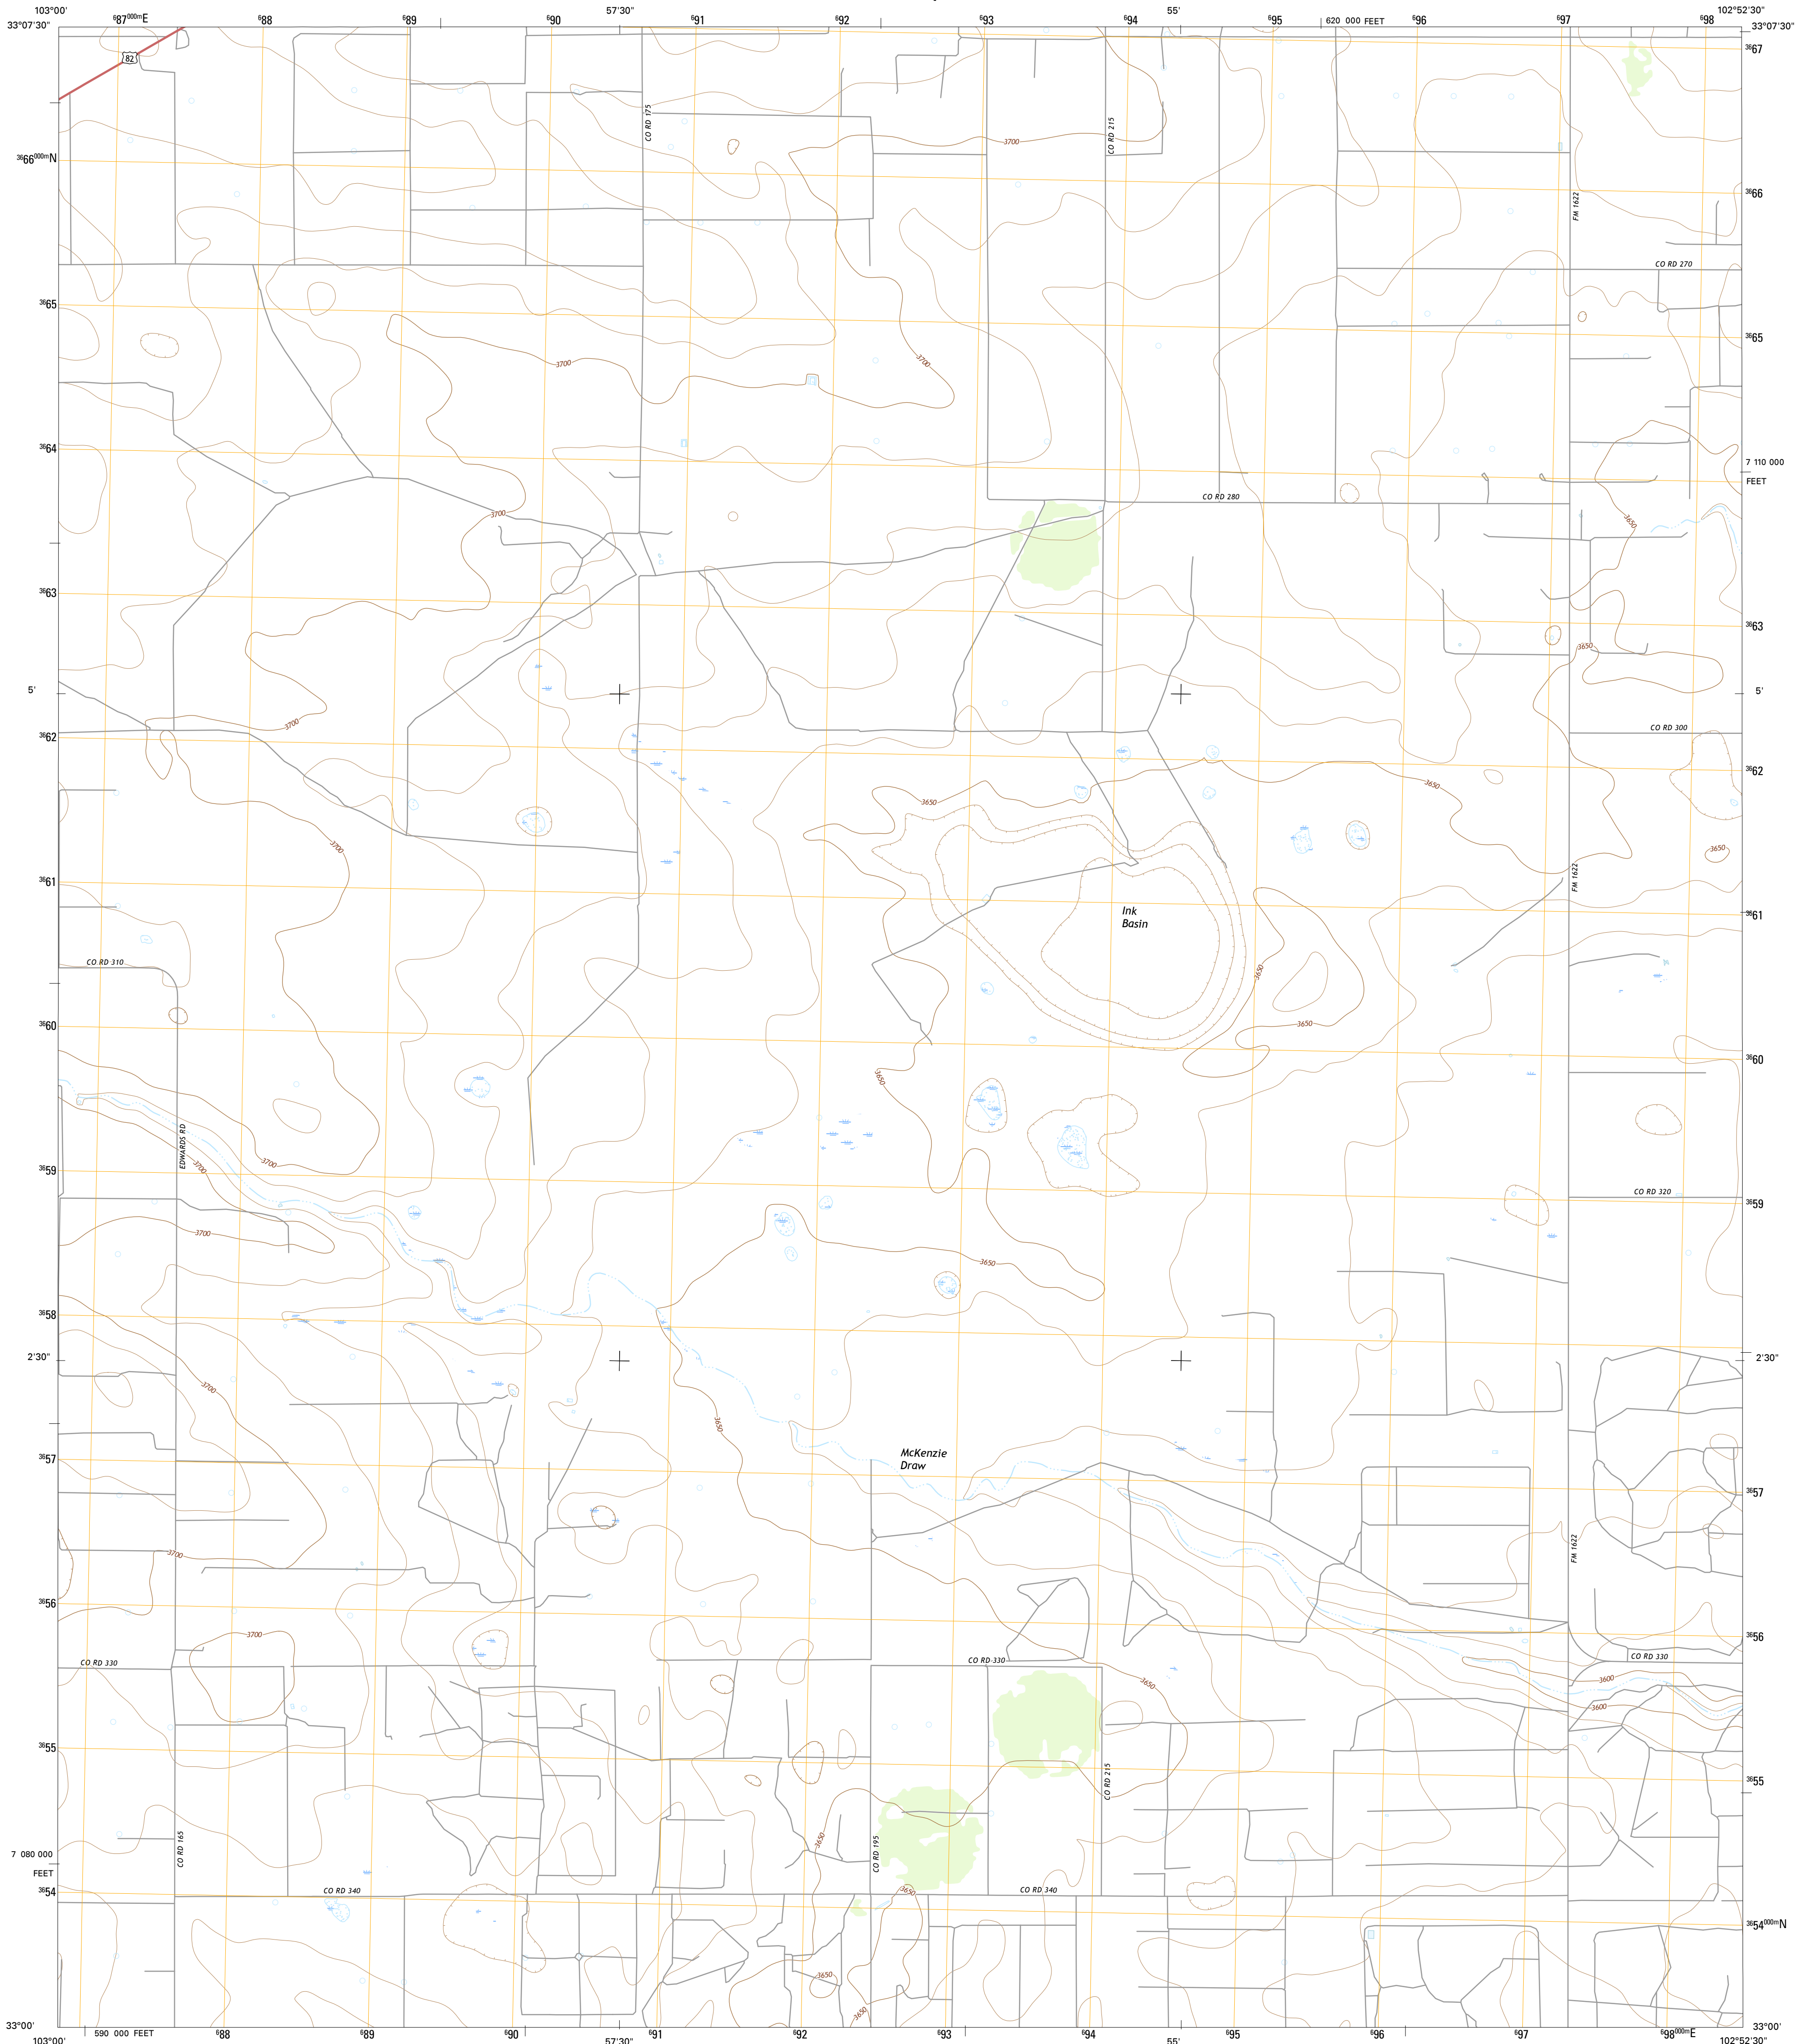 103°00'
⁶87⁰⁰⁰ᵐE
⁶88
⁶89
⁶90
57'30"
⁶91
⁶92
⁶93
⁶94
55'
⁶95
620 000 FEET
⁶96
⁶97
⁶98
102°52'30"
33°07'30"
33°07'30"
82
³⁶67
CO RD 175
CO RD 215
3700
³⁶66⁰⁰⁰ᵐN
³⁶66
FM 1622
CO RD 270
³⁶65
³⁶65
3700
3700
³⁶64
7 110 000
FEET
CO RD 280
3700
3650
³⁶63
³⁶63
3650
5'
5'
3700
CO RD 300
³⁶62
³⁶62
3650
3650
3700
3650
³⁶61
FM 1622
Ink
Basin
³⁶61
CO RD 310
3650
3650
³⁶60
³⁶60
3650
EDWARDS RD
3700
3700
³⁶59
CO RD 320
³⁶59
3700
3650
³⁶58
2'30"
2'30"
3700
3650
McKenzie
Draw
³⁶57
³⁶57
3700
FM 1622
³⁶56
³⁶56
3700
CO RD 330
CO RD 330
CO RD 330
3650
3600
3600
³⁶55
CO RD 215
³⁶55
CO RD 165
3650
CO RD 195
7 080 000
FEET
³⁶54
CO RD 340
3650
CO RD 340
³⁶54⁰⁰⁰ᵐN
3650
3650
33°00'
33°00'
103°00'
590 000 FEET
⁶88
⁶89
⁶90
57'30"
⁶91
⁶92
⁶93
⁶94
55'
⁶95
⁶96
⁶97
⁶98⁰⁰⁰ᵐE
102°52'30"